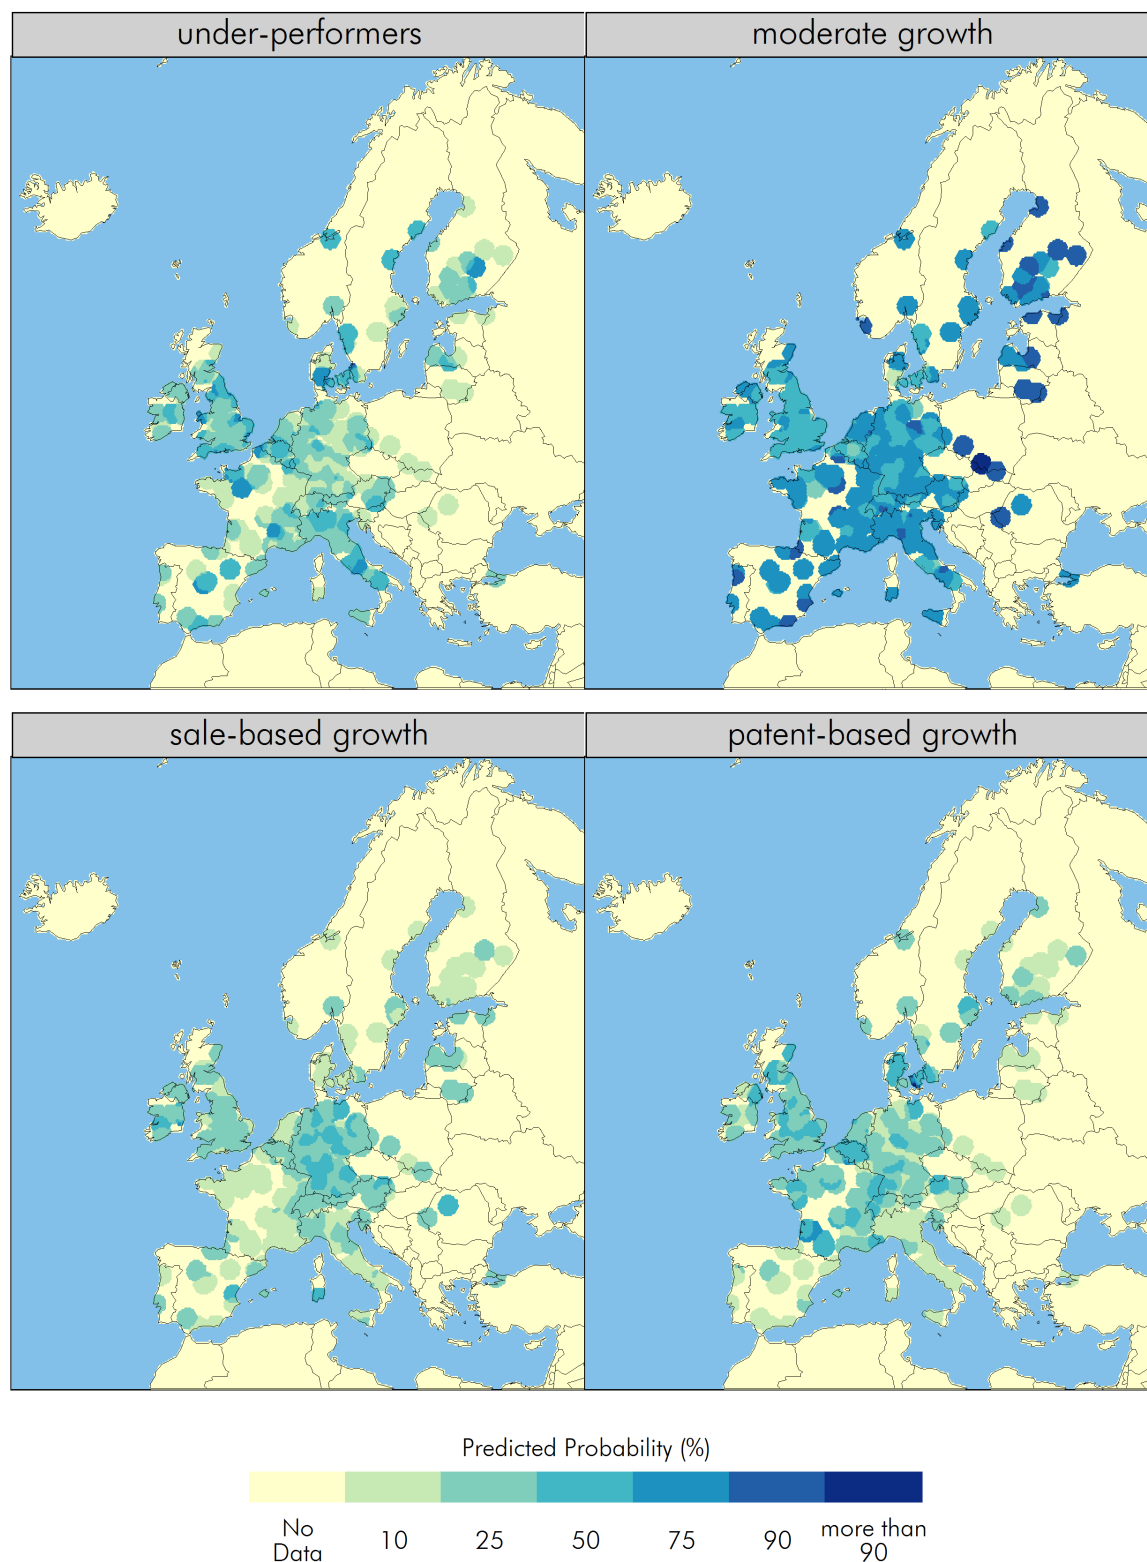 under-performers
moderate growth
sale-based growth
patent-based growth
Predicted Probability (%)
No Data
10
25
50
75
90
more than 90